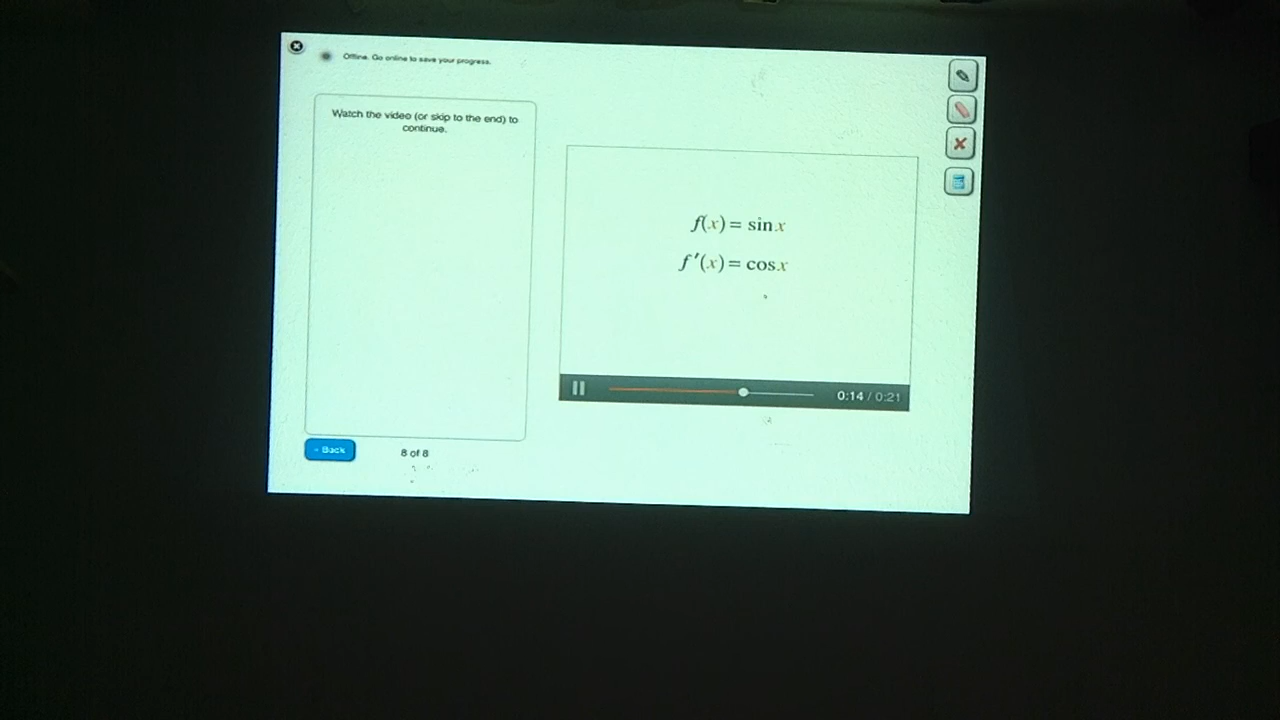 Offline. Go online to save your progress.
Watch the video (or skip to the end) to
continue.
f(x) = sin x
f'(x) = cos x
0:14 / 0:21
‹ Back
8 of 8